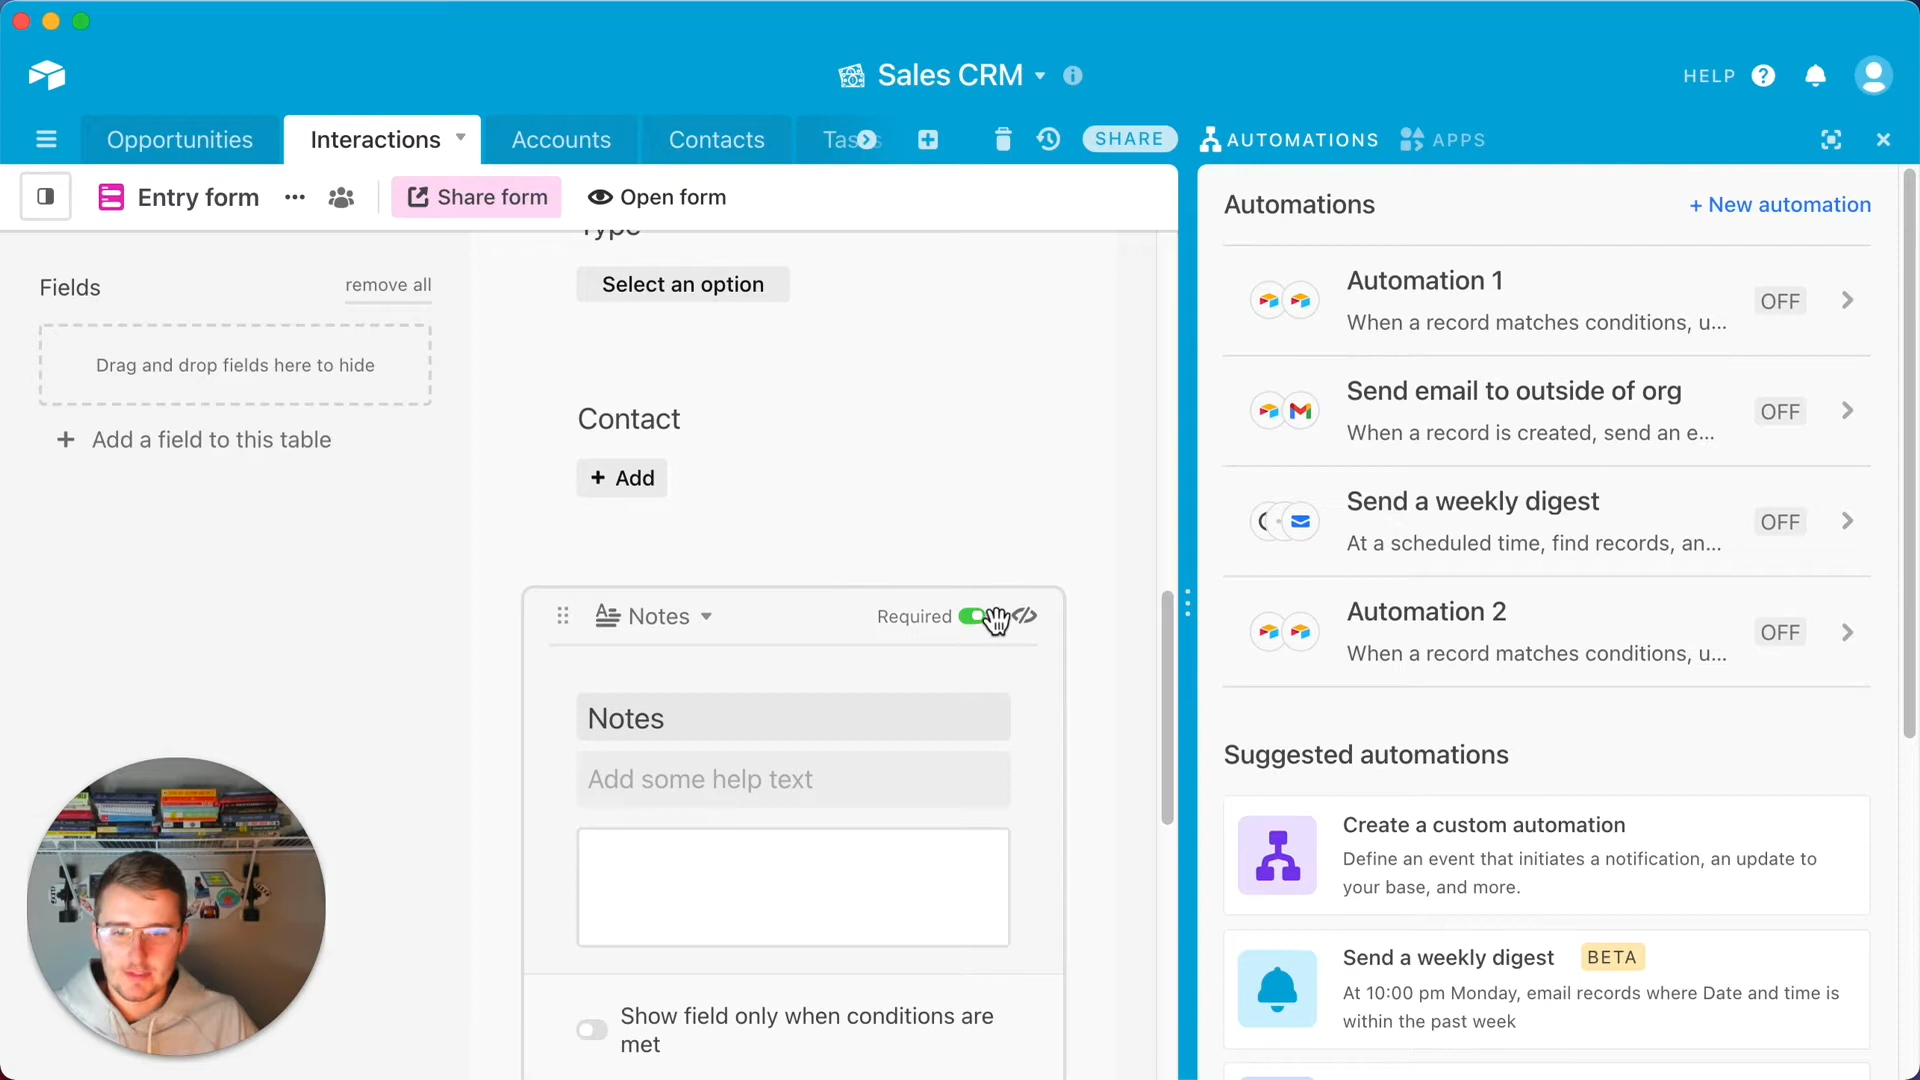 Sales CRM
HELP
Opportunities
Interactions
Accounts
Contacts
Tas
SHARE
AUTOMATIONS
APPS
Entry form
Share form
Open form
Fields
remove all
Drag and drop fields here to hide
+ Add a field to this table
Type
Select an option
Contact
+ Add
Notes
Required
Notes
Add some help text
Show field only when conditions are
met
Automations
+ New automation
Automation 1
When a record matches conditions, u...
OFF
Send email to outside of org
When a record is created, send an e...
OFF
Send a weekly digest
At a scheduled time, find records, an...
OFF
Automation 2
When a record matches conditions, u...
OFF
Suggested automations
Create a custom automation
Define an event that initiates a notification, an update to
your base, and more.
Send a weekly digest BETA
At 10:00 pm Monday, email records where Date and time is
within the past week